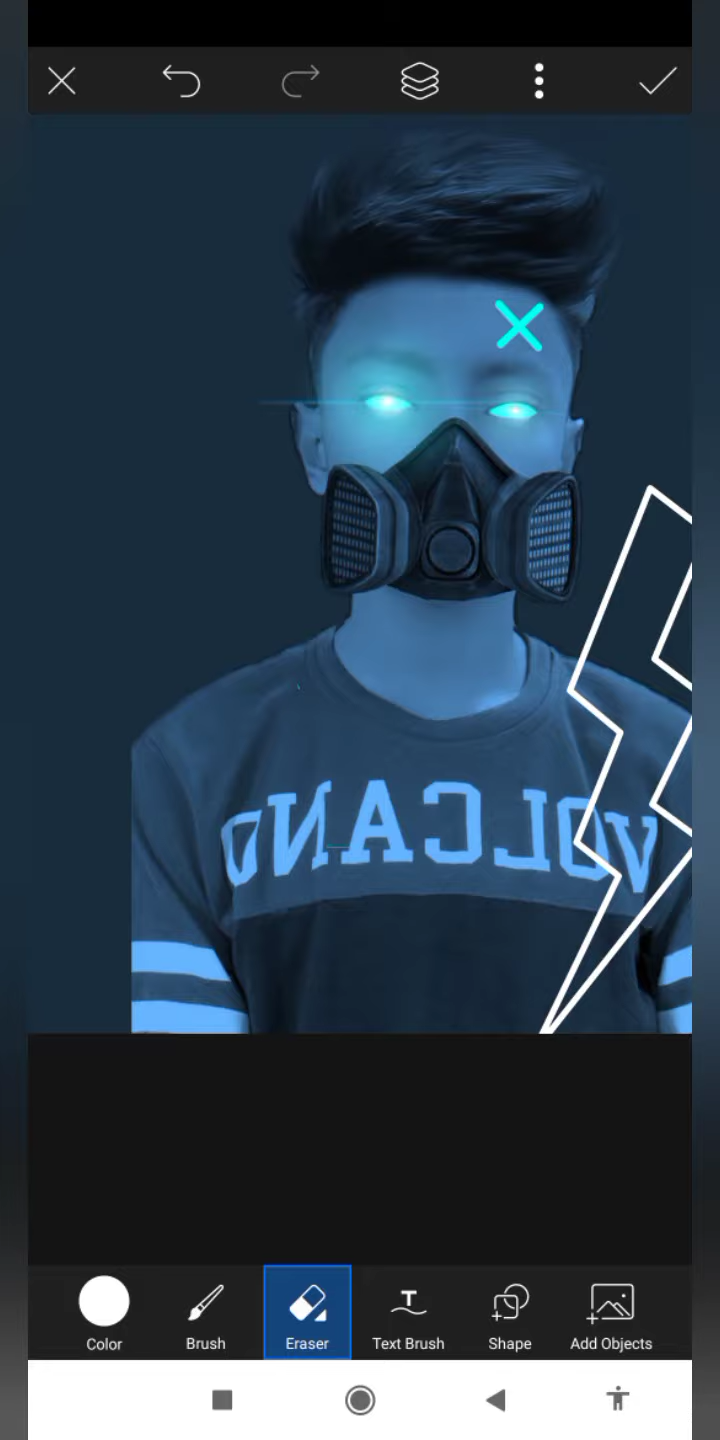 VOLCANO
Color
Brush
Eraser
T
Text Brush
Shape
Add Objects